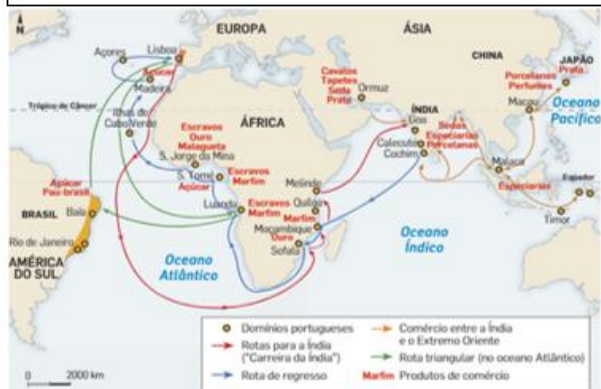 N
EUROPA
ÁSIA
Açores
Lisboa
CHINA
JAPÃO
Açúcar
Madeira
Cavalos
Tapetes
Seda
Prata
Ormuz
Porcelanas
Perfumes
Prata
Trópico de Câncer
Ilhas de
Cabo Verde
ÁFRICA
ÍNDIA
Goa
Macau
Oceano
Pacífico
Escravos
Ouro
Malagueta
S. Jorge da Mina
Calecute
Cochim
Sedas
Especiarias
Porcelanas
Escravos
Marfim
S. Tomé
Açúcar
Melinde
Malaca
Equador
Açúcar
Pau-brasil
BRASIL
Baía
Luanda
Escravos
Marfim
Quíloa
Marfim
Moçambique
Especiarias
Timor
Rio de Janeiro
AMÉRICA
DO SUL
Oceano
Atlântico
Ouro
Sofala
Oceano
Índico
Domínios portugueses
Rotas para a Índia
("Carreira da Índia")
Rota de regresso
Comércio entre a Índia
e o Extremo Oriente
Rota triangular (no oceano Atlântico)
Marfim Produtos de comércio
0 2000 km